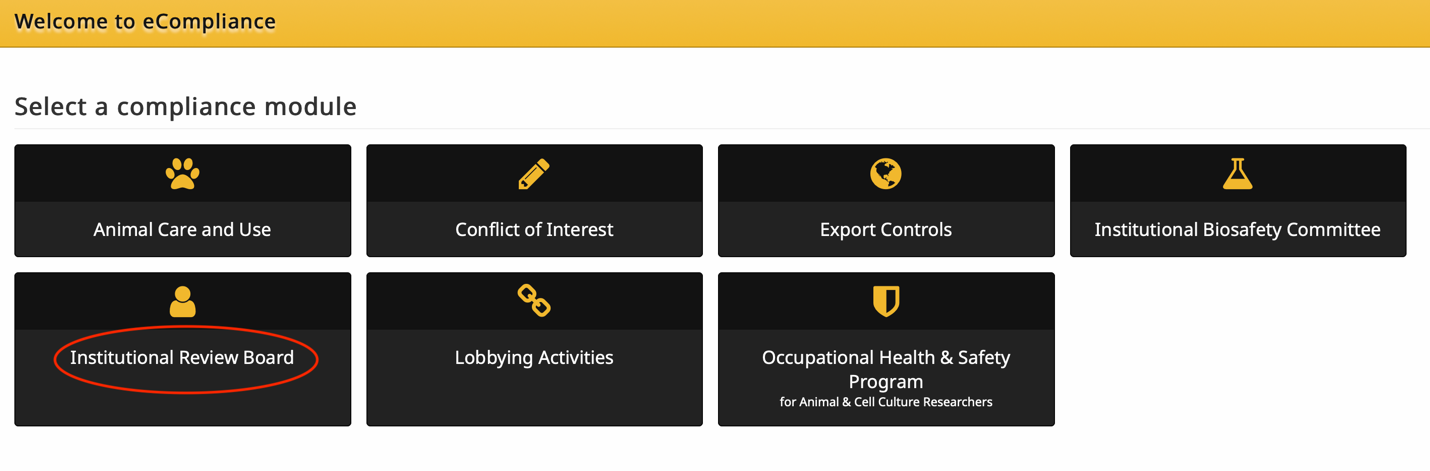 Welcome to eCompliance
Select a compliance module
Animal Care and Use
Conflict of Interest
Export Controls
Institutional Biosafety Committee
Institutional Review Board
Lobbying Activities
Occupational Health & Safety
Program
for Animal & Cell Culture Researchers